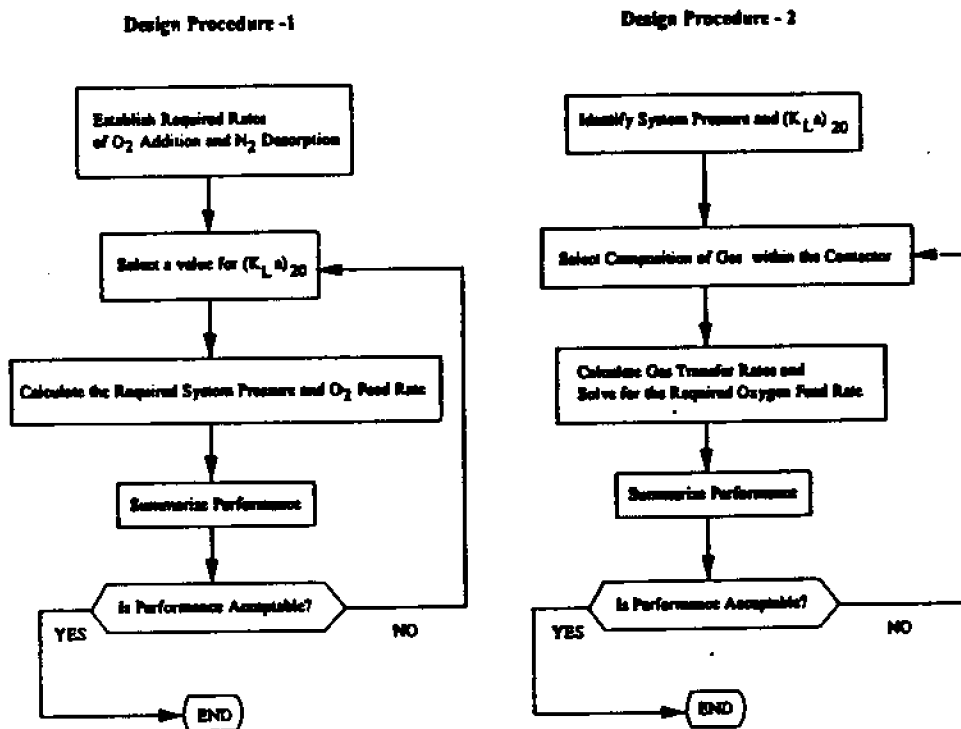 Design Procedure -1
Establish Required Rates
of O2 Addition and N2 Desorption
Select a value for (KLa)20
Calculate the Required System Pressure and O2 Feed Rate
Summarize Performance
Is Performance Acceptable?
YES
NO
END
Design Procedure - 2
Identify System Pressure and (KLa)20
Select Composition of Gas within the Contactor
Calculate Gas Transfer Rates and
Solve for the Required Oxygen Feed Rate
Summarize Performance
Is Performance Acceptable?
YES
NO
END